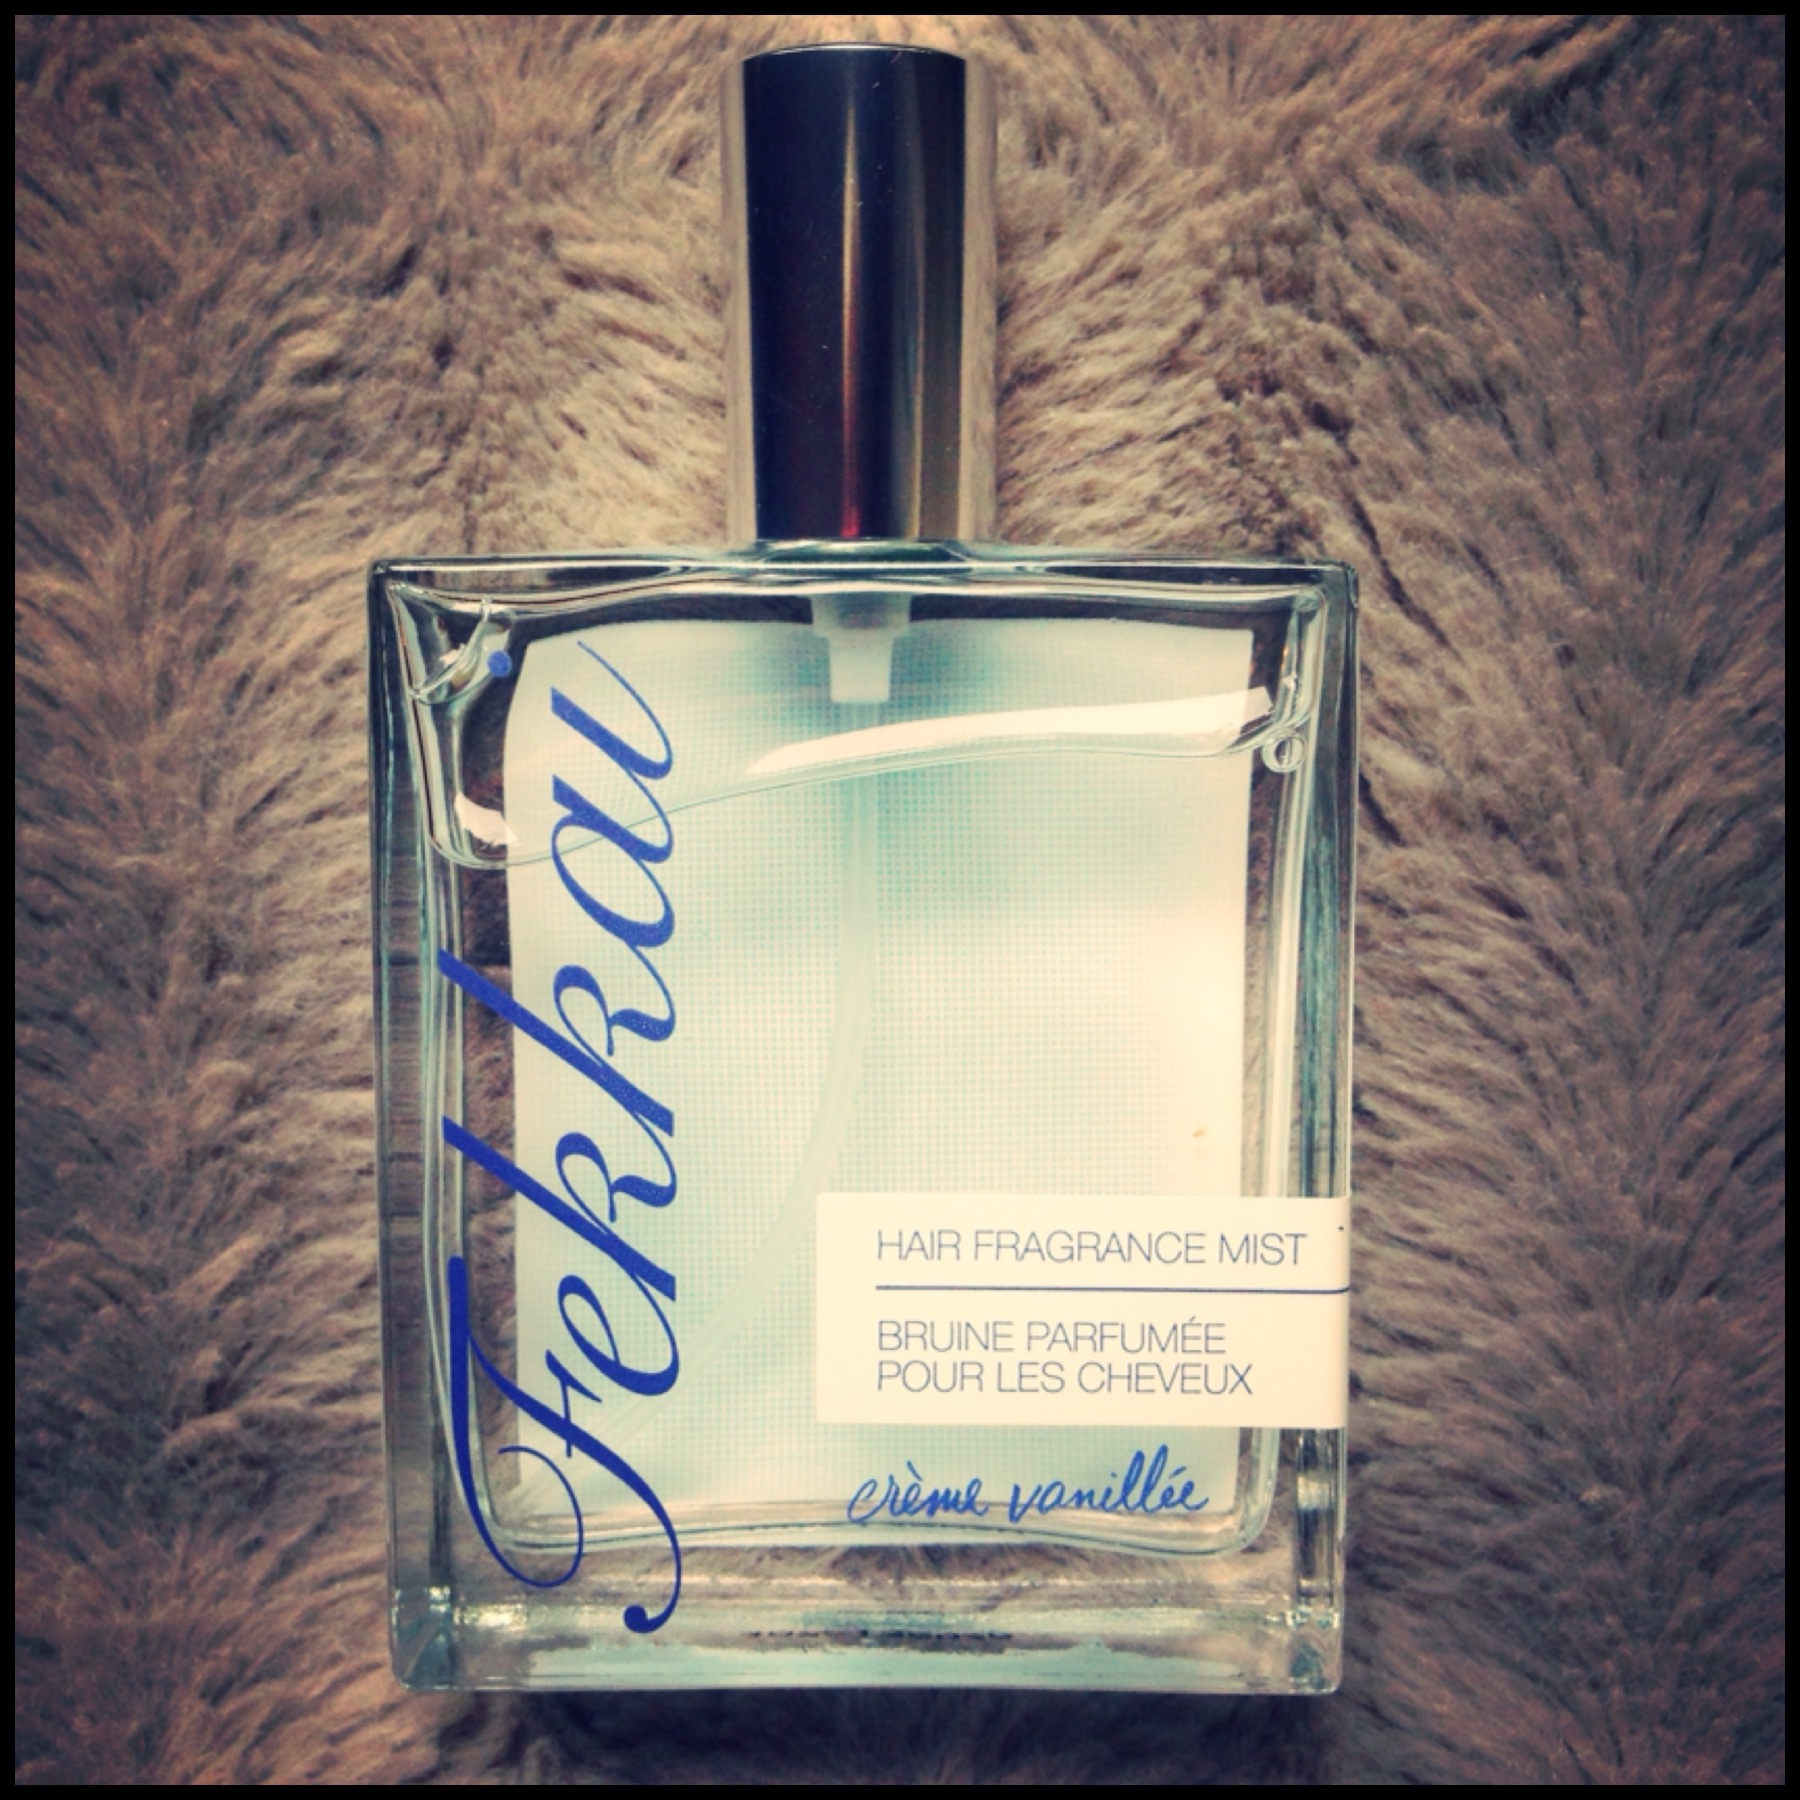 Fekkai
HAIR FRAGRANCE MIST
BRUINE PARFUMÉE
POUR LES CHEVEUX
crème vanillée